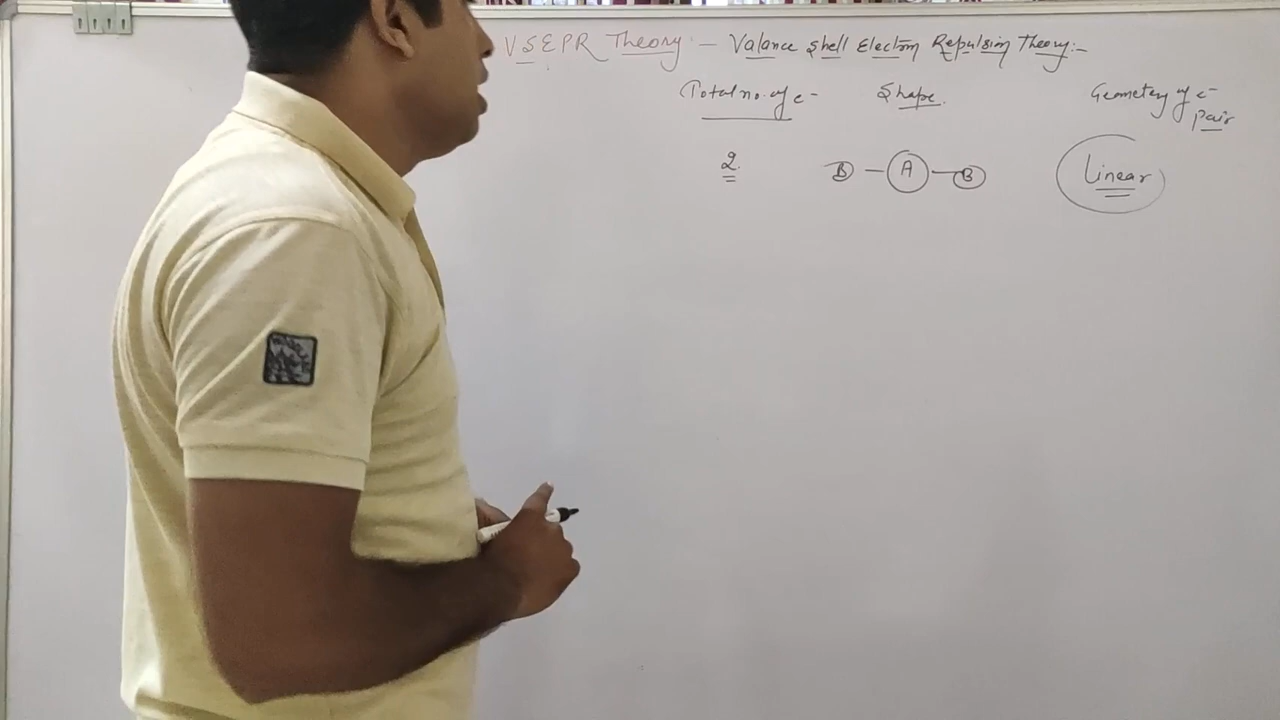 VSEPR Theory :- Valance Shell Electron Repulsion Theory:-
Total no. of e- Shape Geometry of e-
pair
2 B - A - B Linear